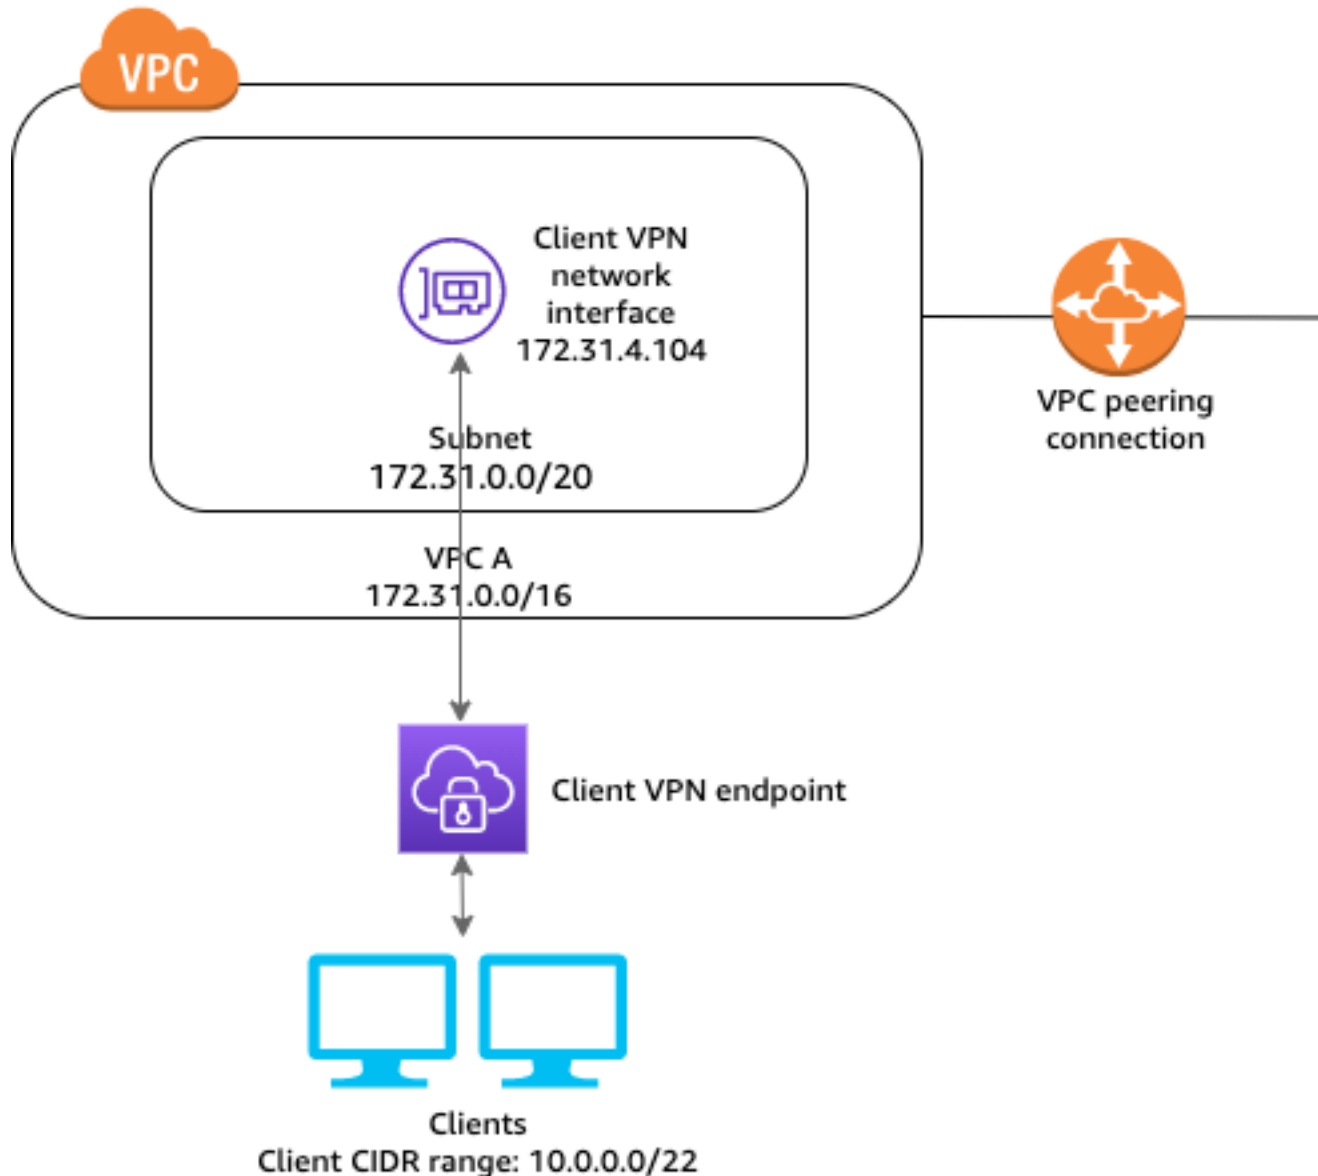 VPC
Client VPN
network
interface
172.31.4.104
Subnet
172.31.0.0/20
VPC A
172.31.0.0/16
VPC peering
connection
Client VPN endpoint
Clients
Client CIDR range: 10.0.0.0/22